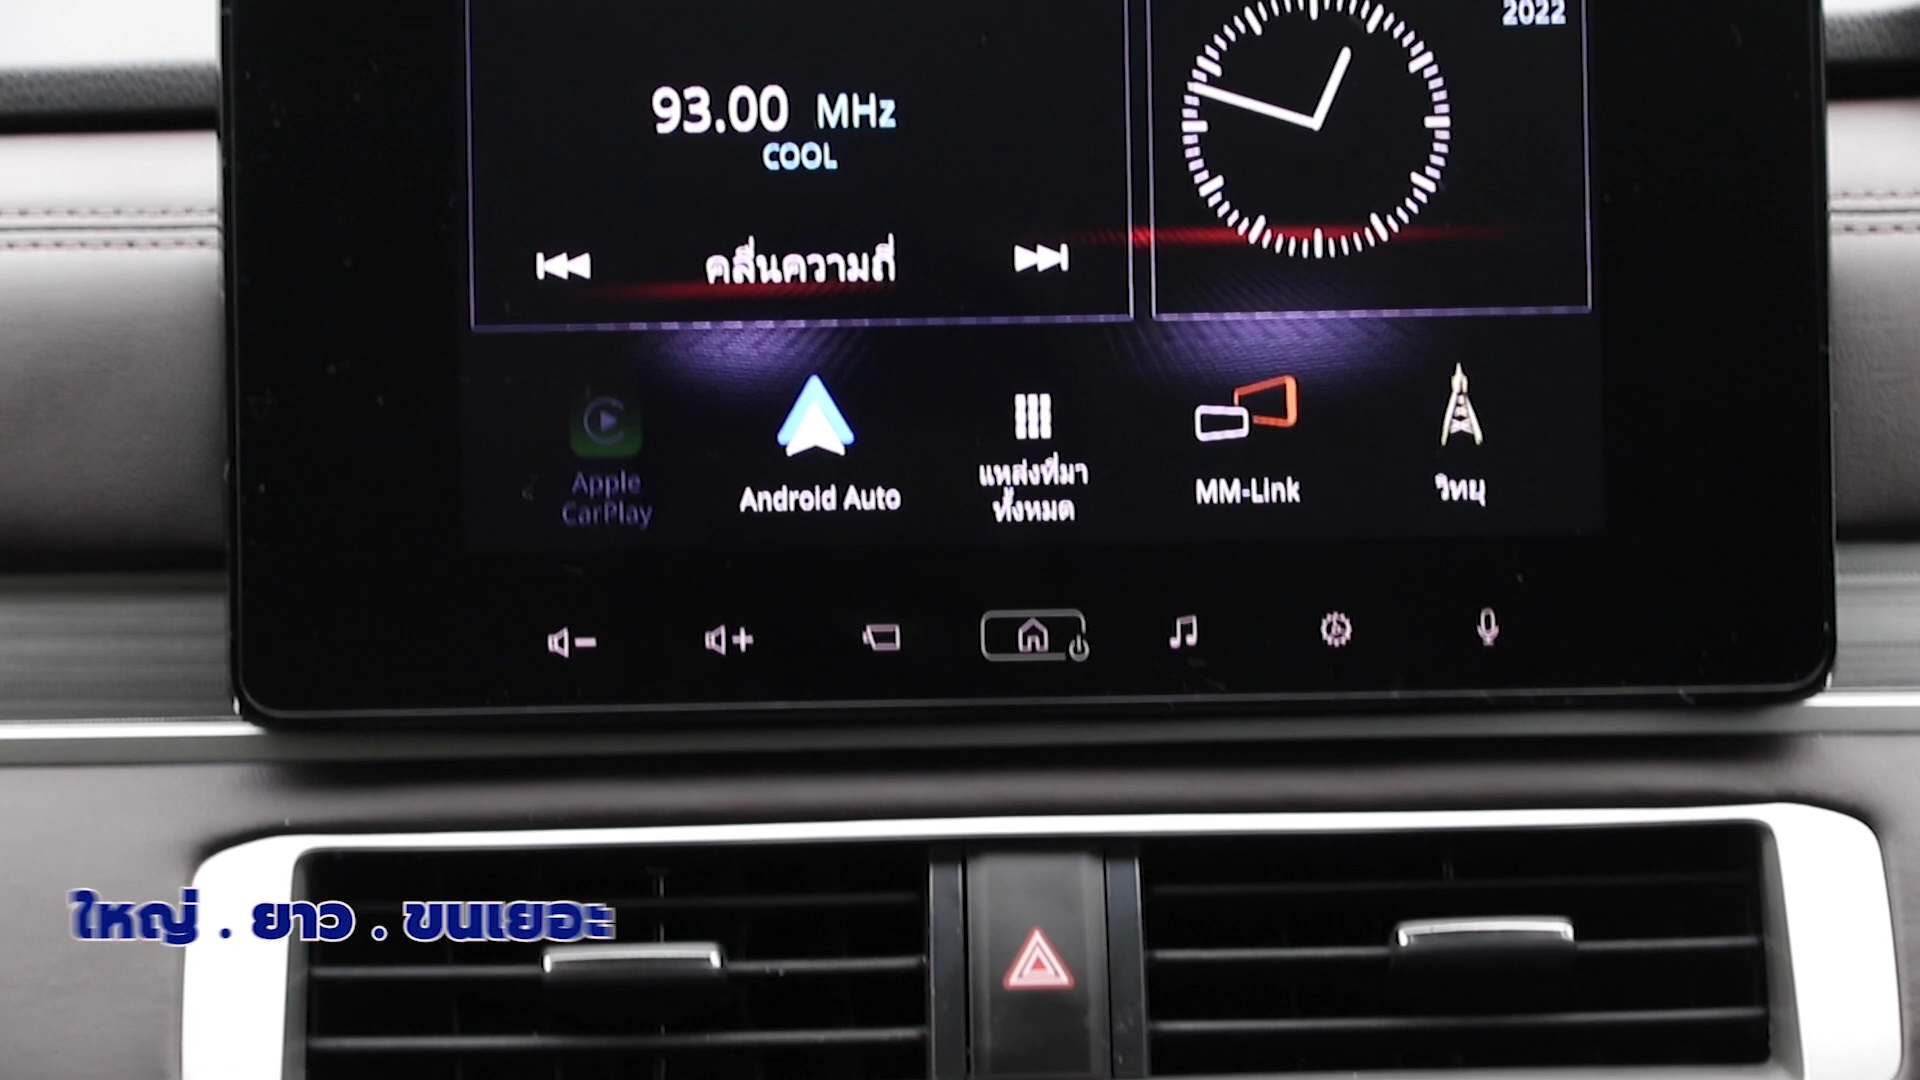 2022
93.00 MHz
COOL
คลื่นความถี่
Apple
CarPlay
Android Auto
แหล่งที่มา
ทั้งหมด
MM-Link
วิทยุ
ใหญ่ . ยาว . ขนเยอะ